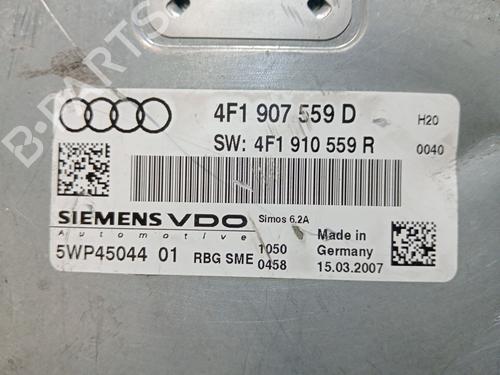 B-PARTS
4F1 907 559 D H20
SW: 4F1 910 559 R 0040
SIEMENS VDO Simos 6,2A
Automotive
5WP45044 01 RBG SME 1050 0458
Made in Germany
15.03.2007